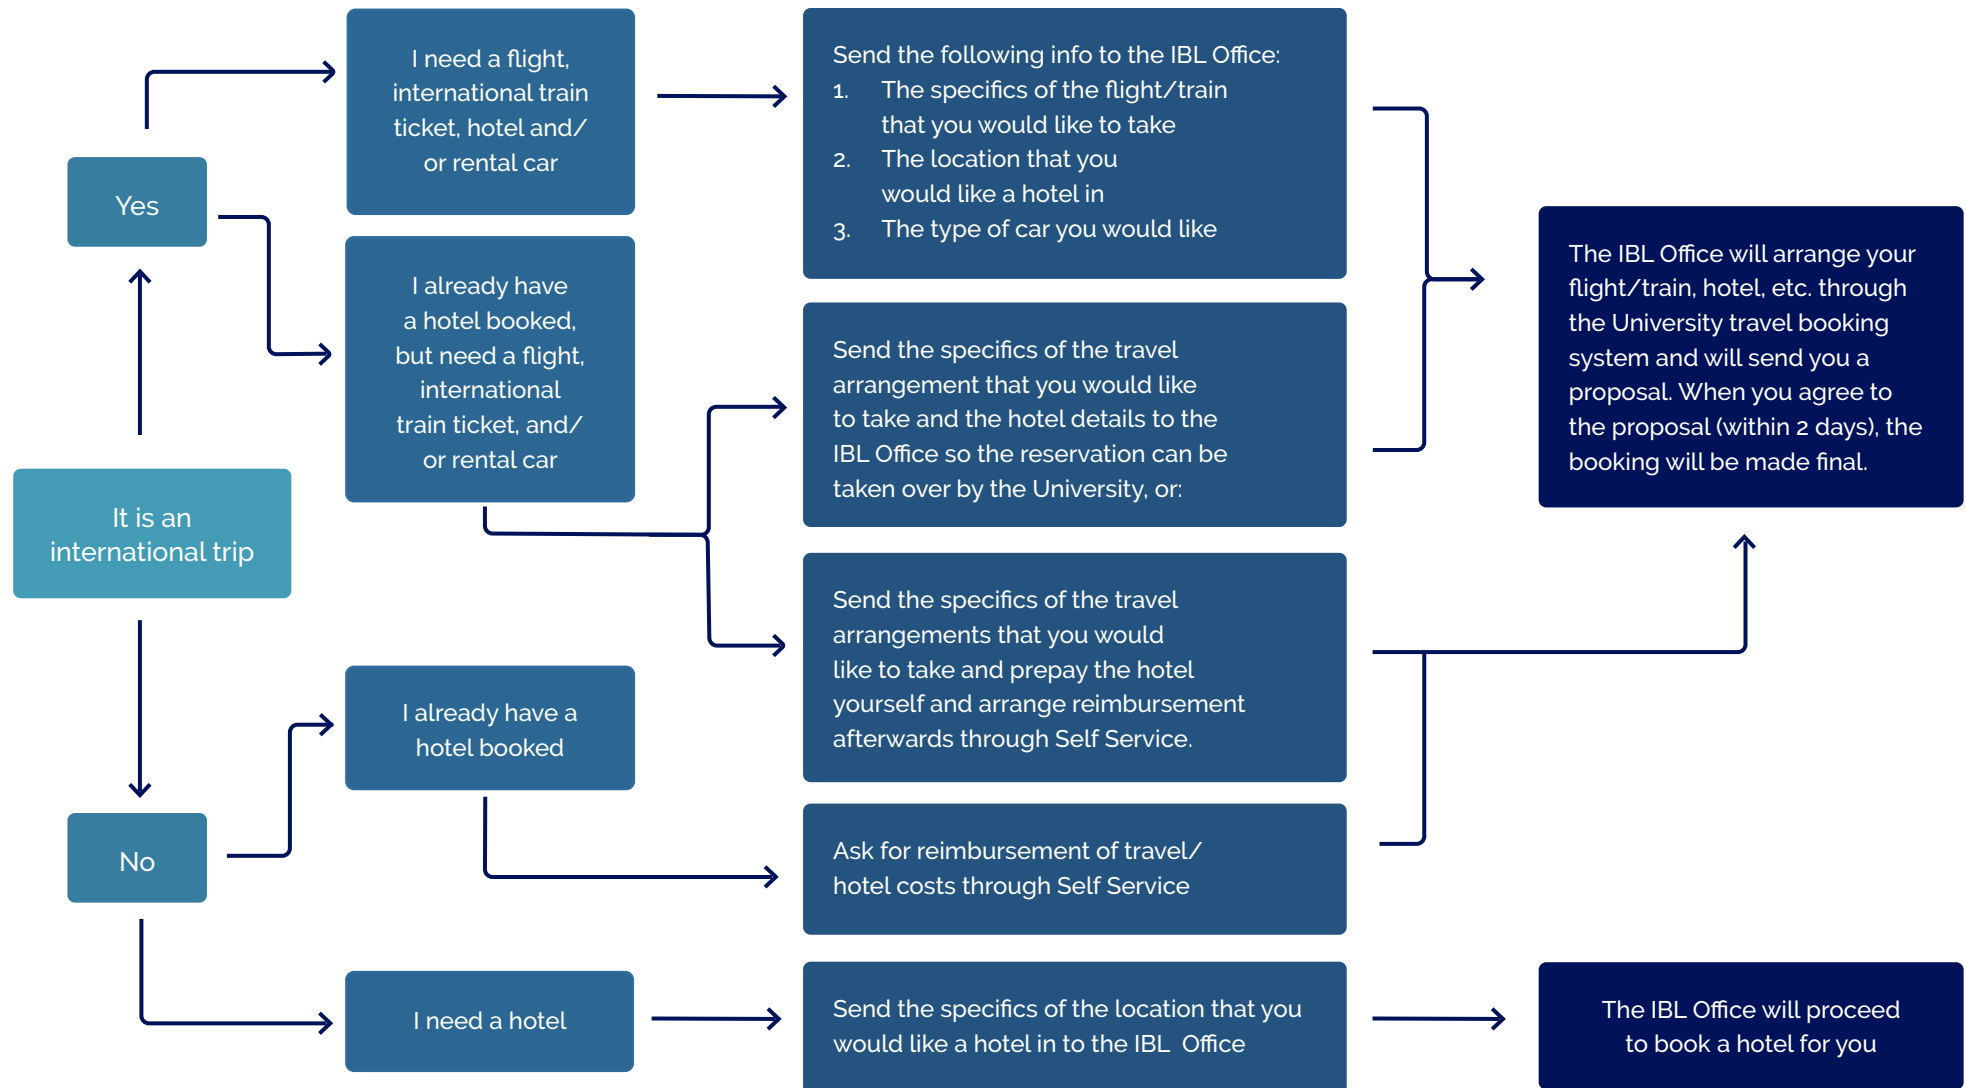 It is an
international trip
Yes
I need a flight,
international train
ticket, hotel and/
or rental car
Send the following info to the IBL Office:
1. The specifics of the flight/train
that you would like to take
2. The location that you
would like a hotel in
3. The type of car you would like
I already have
a hotel booked,
but need a flight,
international
train ticket, and/
or rental car
Send the specifics of the travel
arrangement that you would like
to take and the hotel details to the
IBL Office so the reservation can be
taken over by the University, or:
Send the specifics of the travel
arrangements that you would
like to take and prepay the hotel
yourself and arrange reimbursement
afterwards through Self Service.
The IBL Office will arrange your
flight/train, hotel, etc. through
the University travel booking
system and will send you a
proposal. When you agree to
the proposal (within 2 days), the
booking will be made final.
No
I already have a
hotel booked
Ask for reimbursement of travel/
hotel costs through Self Service
I need a hotel
Send the specifics of the location that you
would like a hotel in to the IBL Office
The IBL Office will proceed
to book a hotel for you